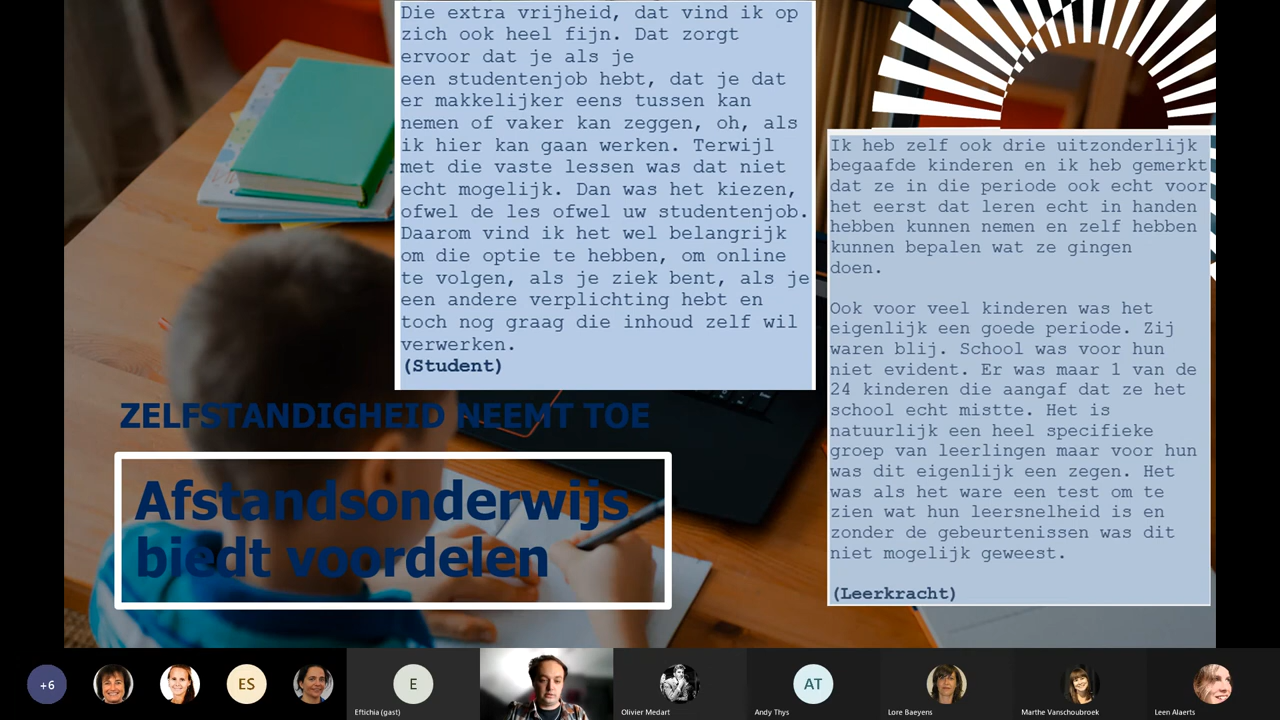 Die extra vrijheid, dat vind ik op
zich ook heel fijn. Dat zorgt
ervoor dat je als je
een studentenjob hebt, dat je dat
er makkelijker eens tussen kan
nemen of vaker kan zeggen, oh, als
ik hier kan gaan werken. Terwijl
met die vaste lessen was dat niet
echt mogelijk. Dan was het kiezen,
ofwel de les ofwel uw studentenjob.
Daarom vind ik het wel belangrijk
om die optie te hebben, om online
te volgen, als je ziek bent, als je
een andere verplichting hebt en
toch nog graag die inhoud zelf wil
verwerken.
(Student)
ZELFSTANDIGHEID NEEMT TOE
Afstandsonderwijs
biedt voordelen
Ik heb zelf ook drie uitzonderlijk
begaafde kinderen en ik heb gemerkt
dat ze in die periode ook echt voor
het eerst dat leren echt in handen
hebben kunnen nemen en zelf hebben
kunnen bepalen wat ze gingen
doen.
Ook voor veel kinderen was het
eigenlijk een goede periode. Zij
waren blij. School was voor hun
niet evident. Er was maar 1 van de
24 kinderen die aangaf dat ze het
school echt mistte. Het is
natuurlijk een heel specifieke
groep van leerlingen maar voor hun
was dit eigenlijk een zegen. Het
was als het ware een test om te
zien wat hun leersnelheid is en
zonder de gebeurtenissen was dit
niet mogelijk geweest.
(Leerkracht)
+6
ES
E
AT
Eftichia (gast)
Olivier Medart
Andy Thys
Lore Baeyens
Marthe Vanschoubroek
Leen Alaerts